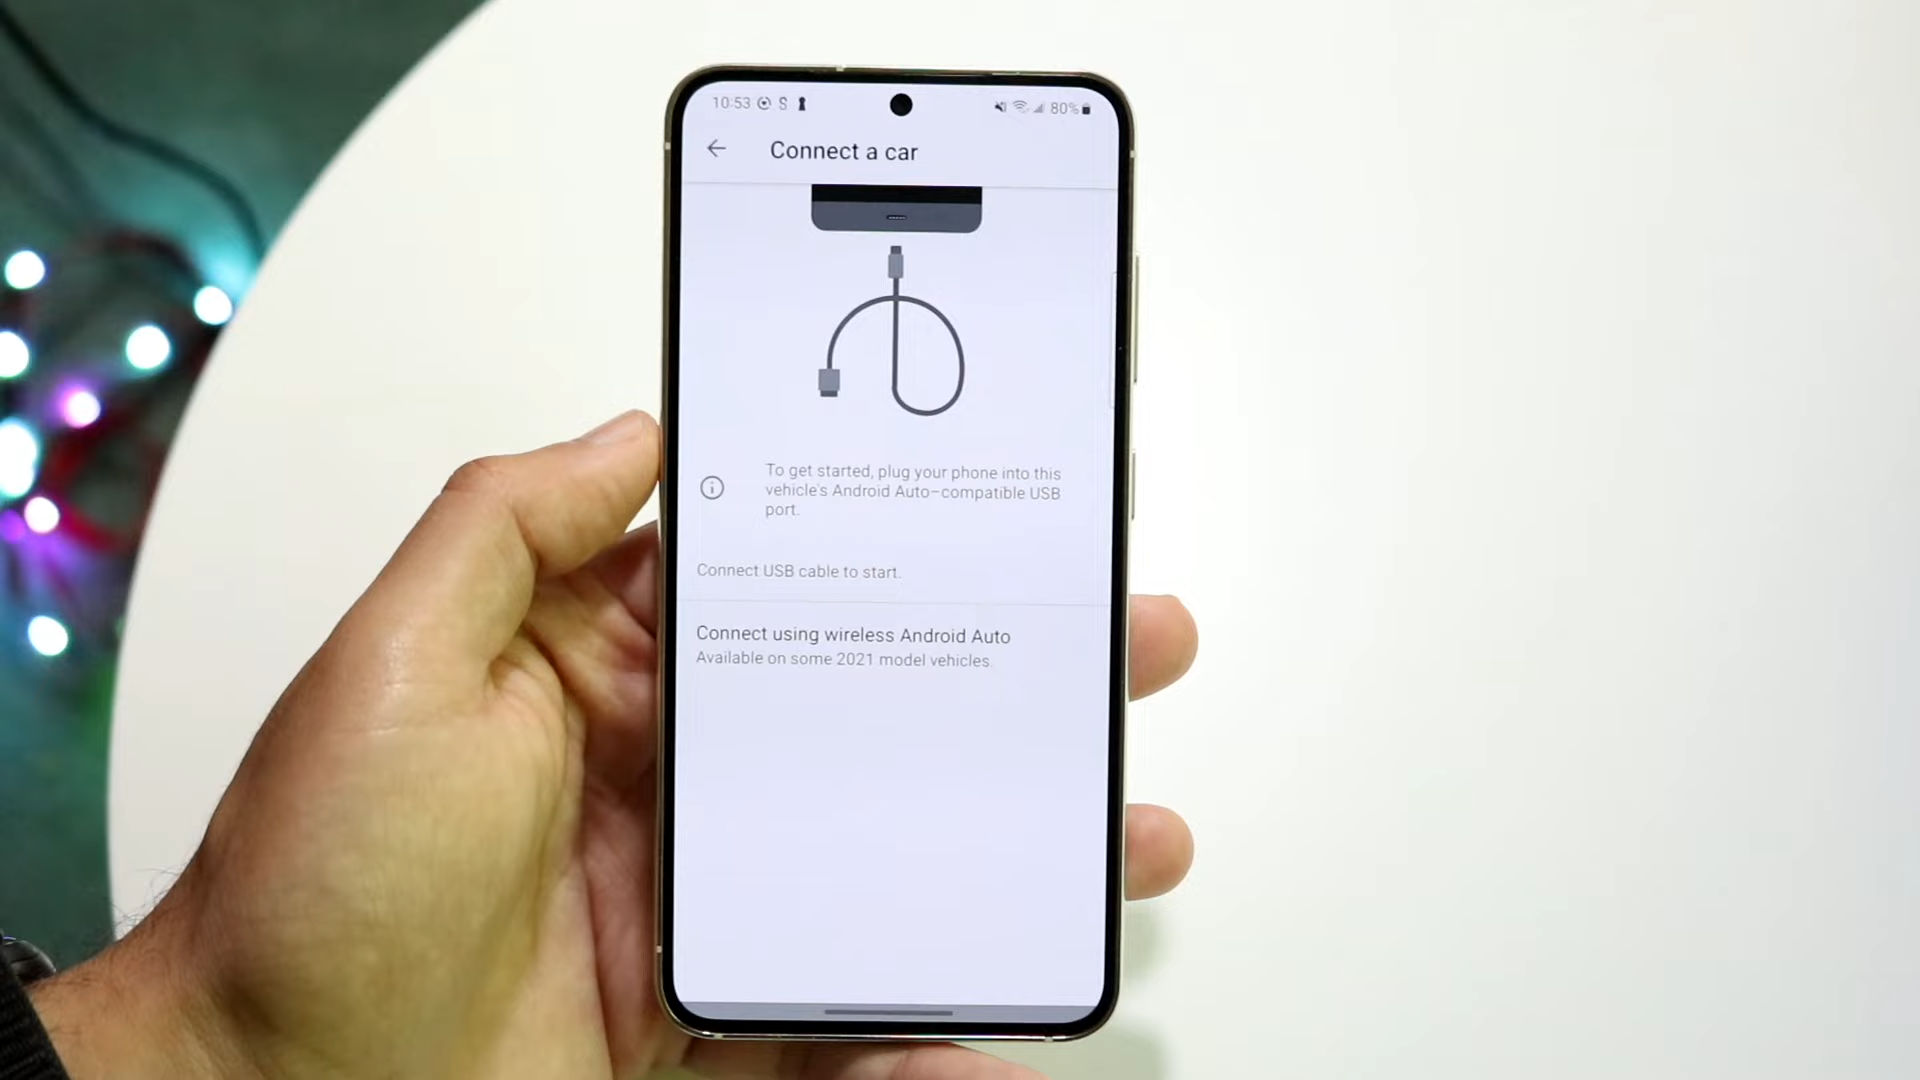 10:53 S 80%
Connect a car
To get started, plug your phone into this
vehicle's Android Auto–compatible USB
port.
Connect USB cable to start.
Connect using wireless Android Auto
Available on some 2021 model vehicles.